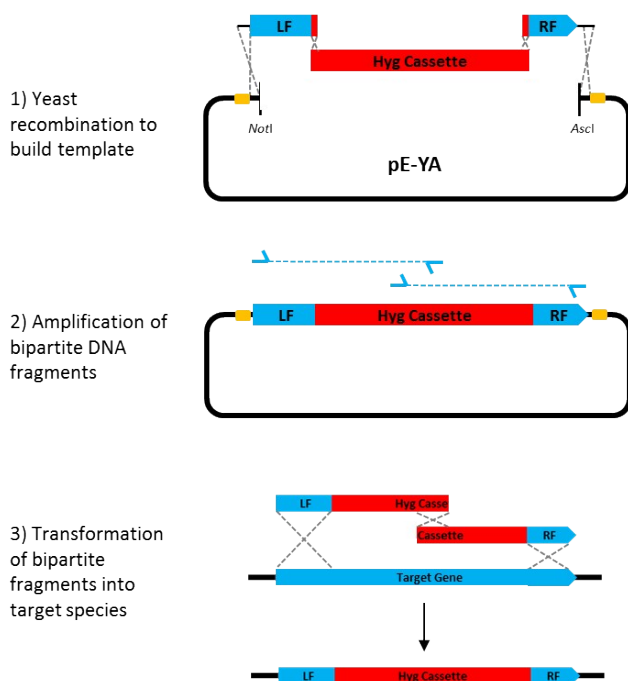 LF
RF
Hyg Cassette
1) Yeast
recombination to
build template
NotI
AscI
pE-YA
2) Amplification of
bipartite DNA
fragments
LF
Hyg Cassette
RF
3) Transformation
of bipartite
fragments into
target species
LF
Hyg Casse
Cassette
RF
Target Gene
LF
Hyg Cassette
RF